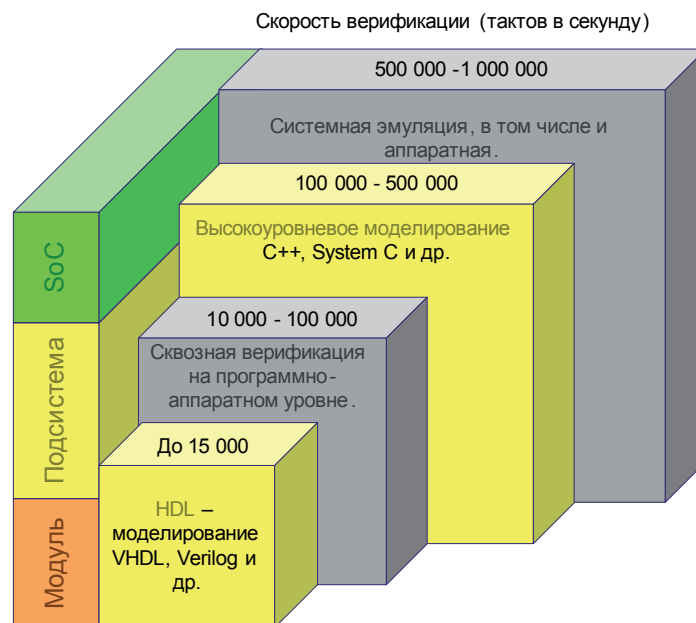 Скорость верификации (тактов в секунду)
500 000 -1 000 000
Системная эмуляция, в том числе и
аппаратная.
100 000 - 500 000
Высокоуровневое моделирование
C++, System C и др.
10 000 - 100 000
Сквозная верификация
на программно-
аппаратном уровне .
До 15 000
HDL –
моделирование
VHDL, Verilog и
др.
SoC
Подсистема
Модуль